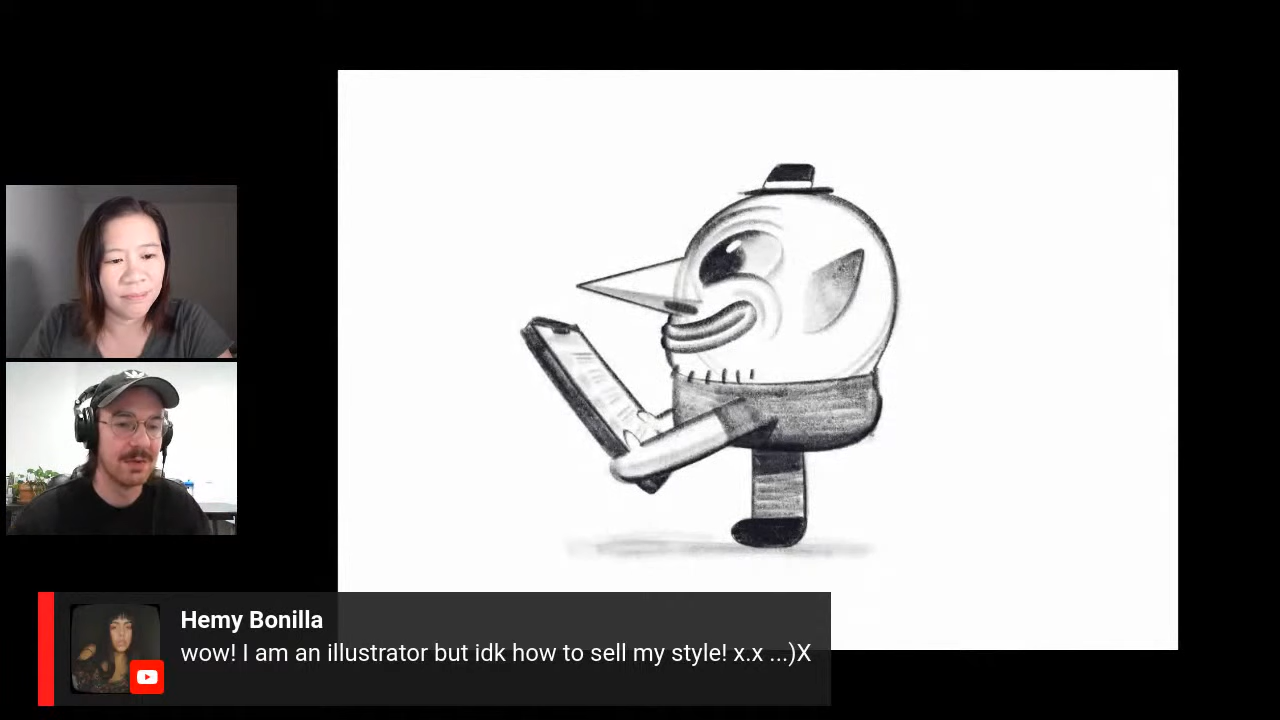 Hemy Bonilla
wow! I am an illustrator but idk how to sell my style! x.x ...)X